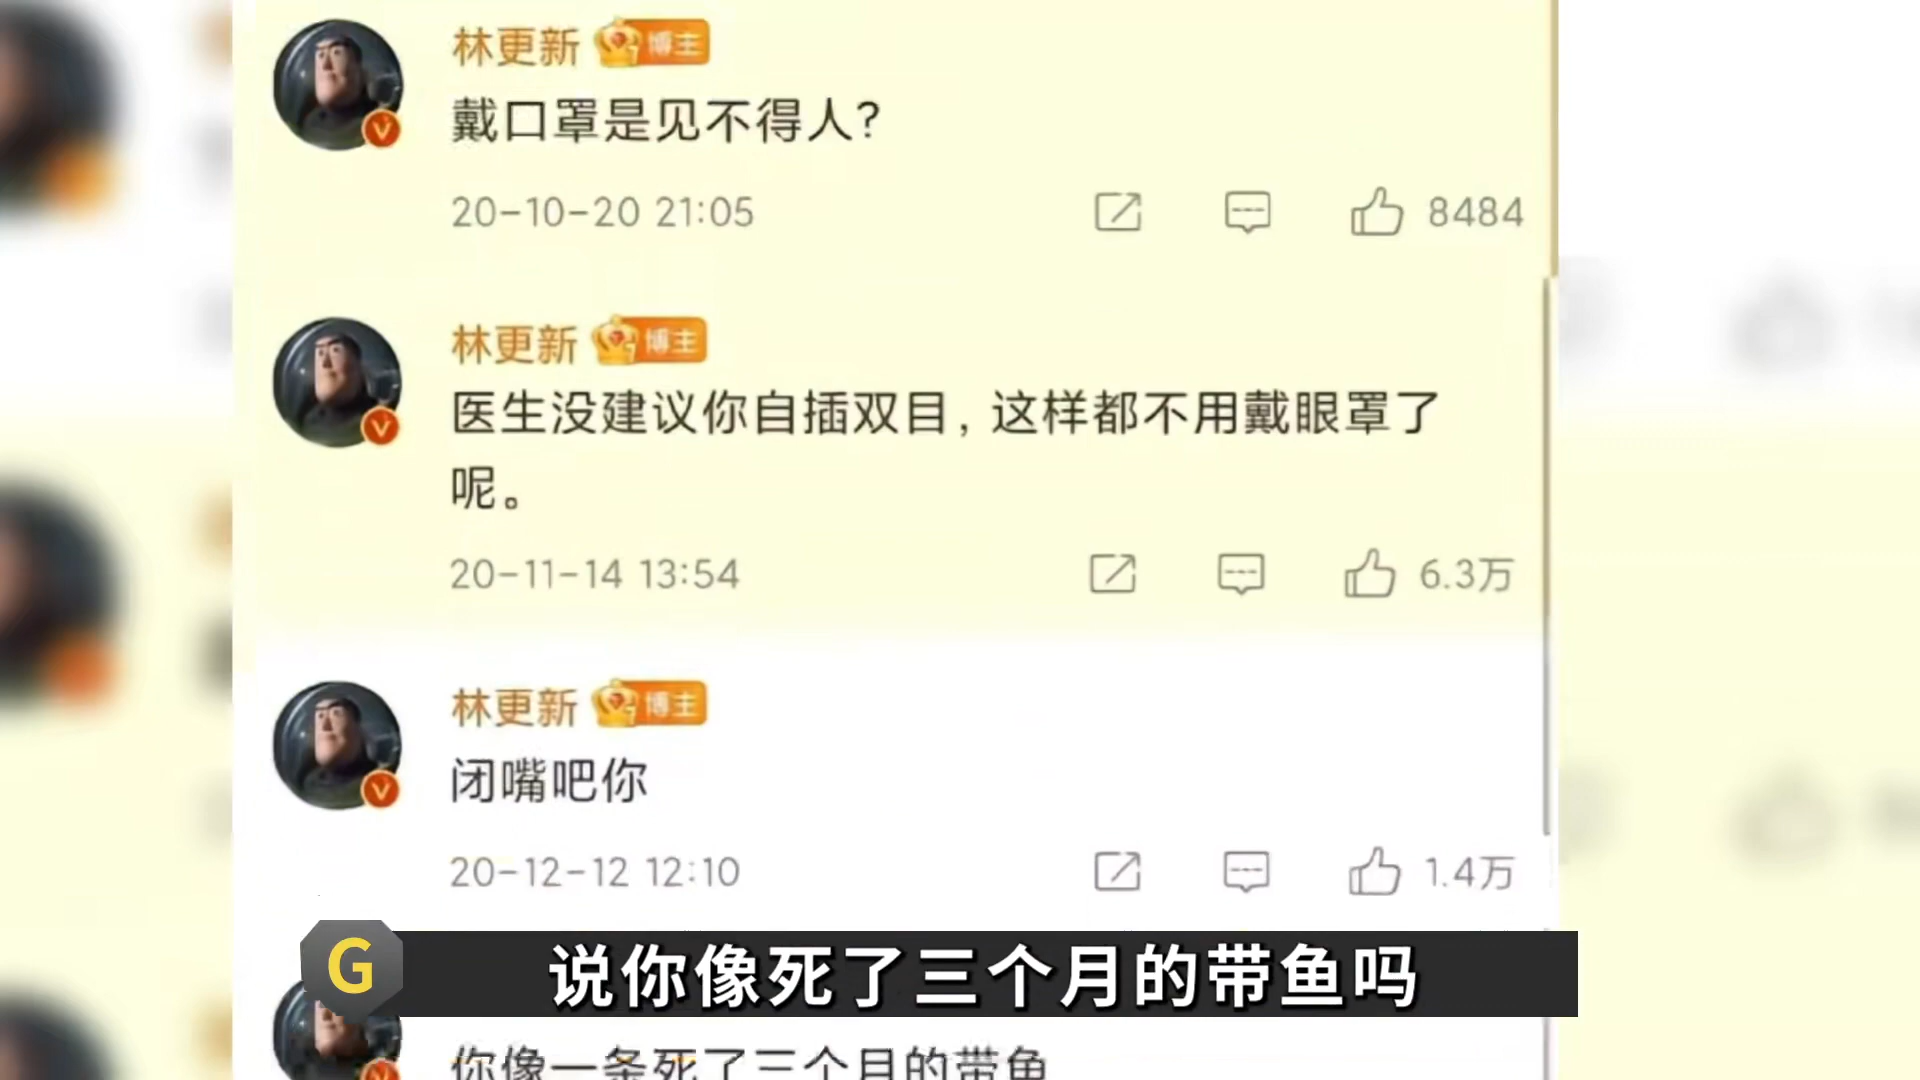 林更新 博主
戴口罩是见不得人?
20-10-20 21:05 8484
林更新 博主
医生没建议你自插双目,这样都不用戴眼罩了
呢。
20-11-14 13:54 6.3万
林更新 博主
闭嘴吧你
20-12-12 12:10 1.4万
G 说你像死了三个月的带鱼吗
你像一条死了三个月的带鱼